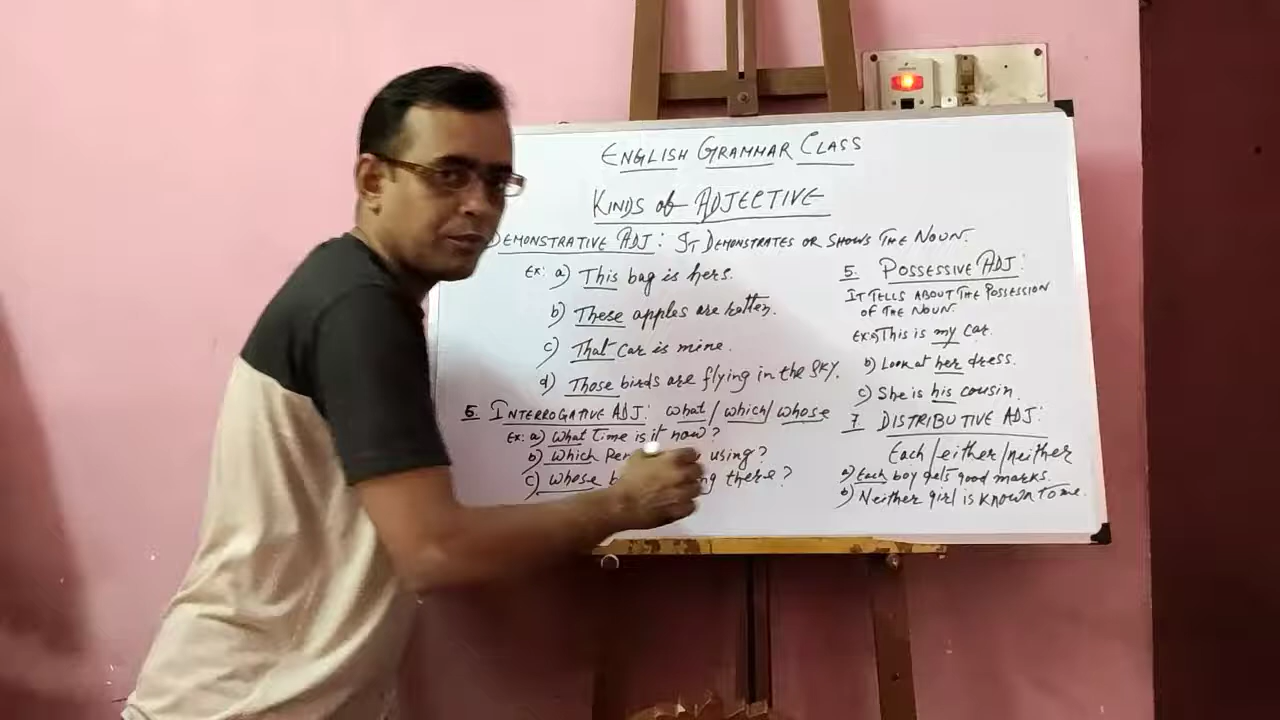 ENGLISH GRAMMAR CLASS
KINDS of ADJECTIVE
DEMONSTRATIVE ADJ: IT DEMONSTRATES OR SHOWS THE NOUN.
Ex: a) This bag is hers.
b) These apples are rotten.
c) That car is mine.
d) Those birds are flying in the sky.
5. POSSESSIVE ADJ:
IT TELLS ABOUT THE POSSESSION
OF THE NOUN.
Ex: a) This is my car.
b) Look at her dress.
c) She is his cousin.
6. INTERROGATIVE ADJ: what/which/whose
Ex: a) What time is it now?
b) Which using?
c) Whose there?
7. DISTRIBUTIVE ADJ:
Each/either/neither
a) Each boy gets good marks.
b) Neither girl is known to me.